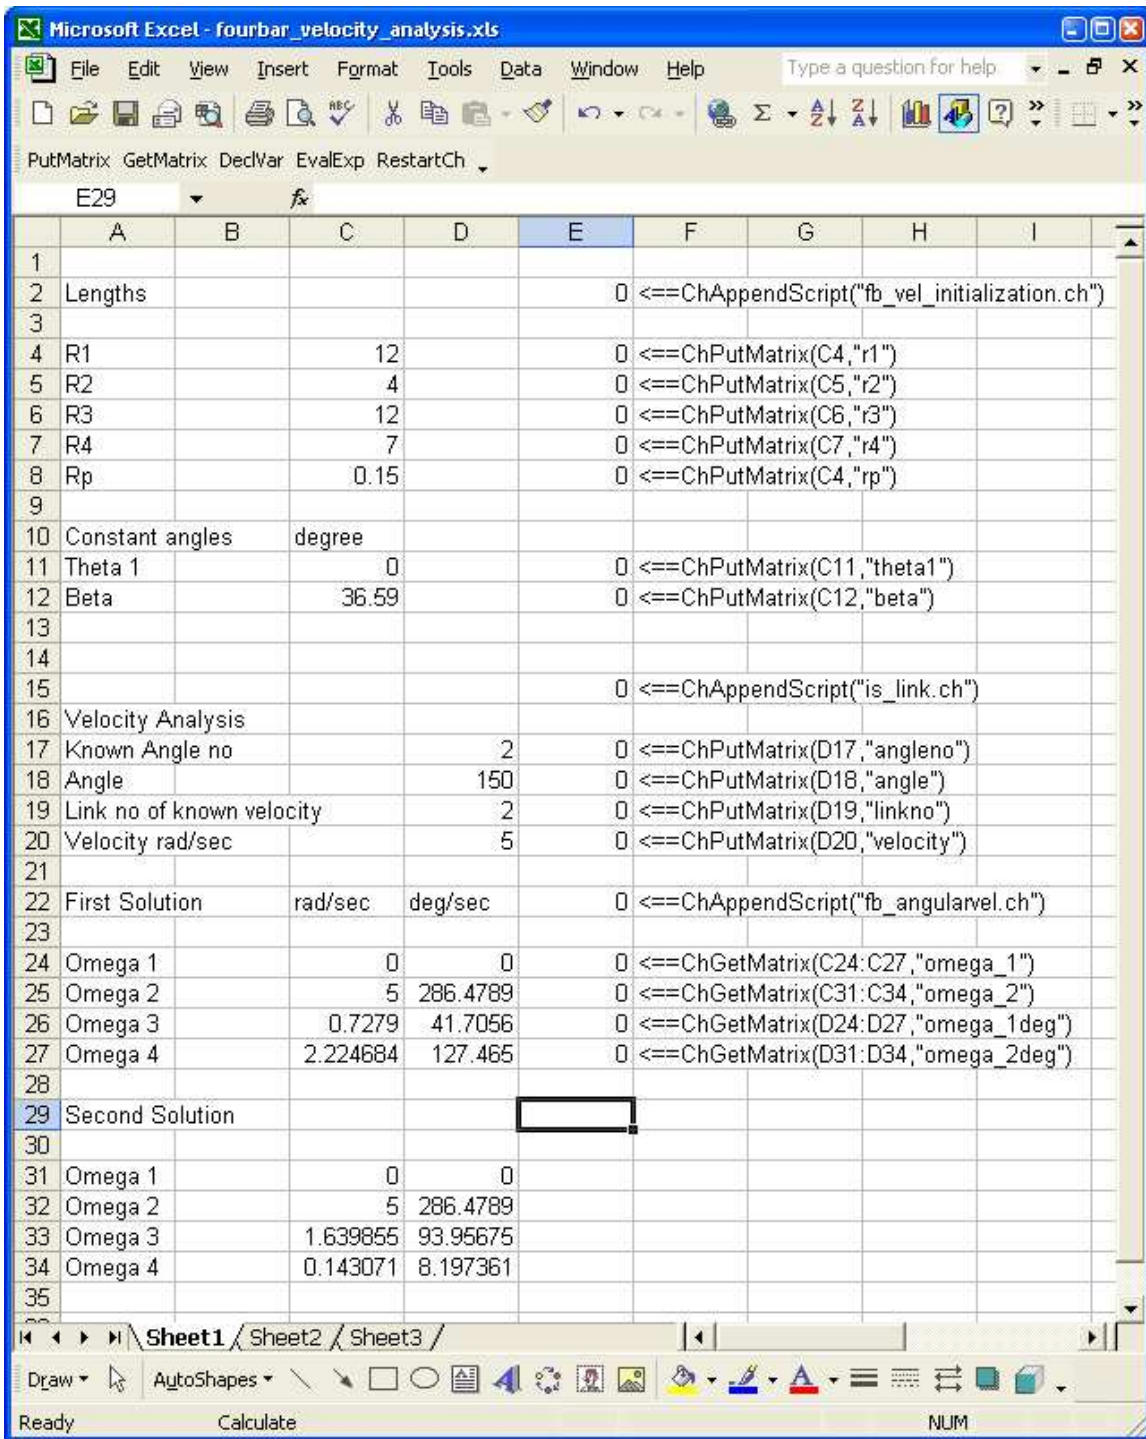 Microsoft Excel - fourbar_velocity_analysis.xls
File Edit View Insert Format Tools Data Window Help Type a question for help
PutMatrix GetMatrix DeclVar EvalExp RestartCh
E29 fx
A B C D E F G H I
1
2 Lengths 0 <==ChAppendScript("fb_vel_initialization.ch")
3
4 R1 12 0 <==ChPutMatrix(C4,"r1")
5 R2 4 0 <==ChPutMatrix(C5,"r2")
6 R3 12 0 <==ChPutMatrix(C6,"r3")
7 R4 7 0 <==ChPutMatrix(C7,"r4")
8 Rp 0.15 0 <==ChPutMatrix(C4,"rp")
9
10 Constant angles degree
11 Theta 1 0 0 <==ChPutMatrix(C11,"theta1")
12 Beta 36.59 0 <==ChPutMatrix(C12,"beta")
13
14
15 0 <==ChAppendScript("is_link.ch")
16 Velocity Analysis
17 Known Angle no 2 0 <==ChPutMatrix(D17,"angleno")
18 Angle 150 0 <==ChPutMatrix(D18,"angle")
19 Link no of known velocity 2 0 <==ChPutMatrix(D19,"linkno")
20 Velocity rad/sec 5 0 <==ChPutMatrix(D20,"velocity")
21
22 First Solution rad/sec deg/sec 0 <==ChAppendScript("fb_angularvel.ch")
23
24 Omega 1 0 0 0 <==ChGetMatrix(C24:C27,"omega_1")
25 Omega 2 5 286.4789 0 <==ChGetMatrix(C31:C34,"omega_2")
26 Omega 3 0.7279 41.7056 0 <==ChGetMatrix(D24:D27,"omega_1deg")
27 Omega 4 2.224684 127.465 0 <==ChGetMatrix(D31:D34,"omega_2deg")
28
29 Second Solution
30
31 Omega 1 0 0
32 Omega 2 5 286.4789
33 Omega 3 1.639855 93.95675
34 Omega 4 0.143071 8.197361
35
Sheet1 Sheet2 Sheet3
Draw AutoShapes
Ready Calculate NUM